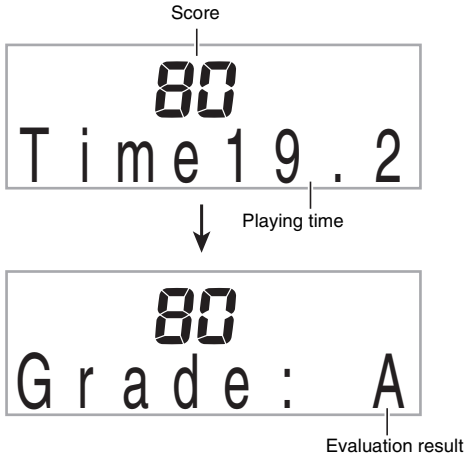 Score
80
Time19.2
Playing time
80
Grade: A
Evaluation result